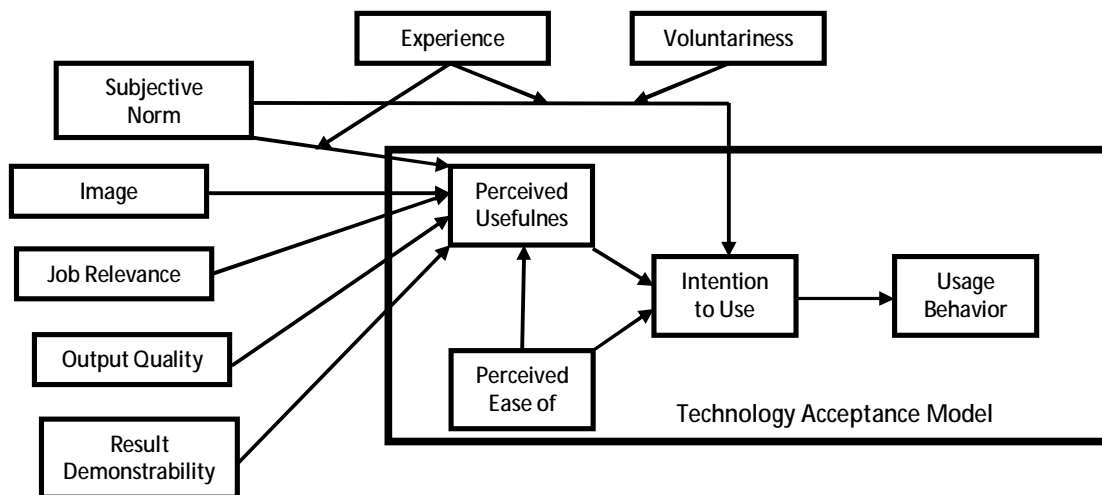 Experience
Voluntariness
Subjective
Norm
Image
Perceived
Usefulnes
Job Relevance
Intention
to Use
Usage
Behavior
Output Quality
Perceived
Ease of
Technology Acceptance Model
Result
Demonstrability